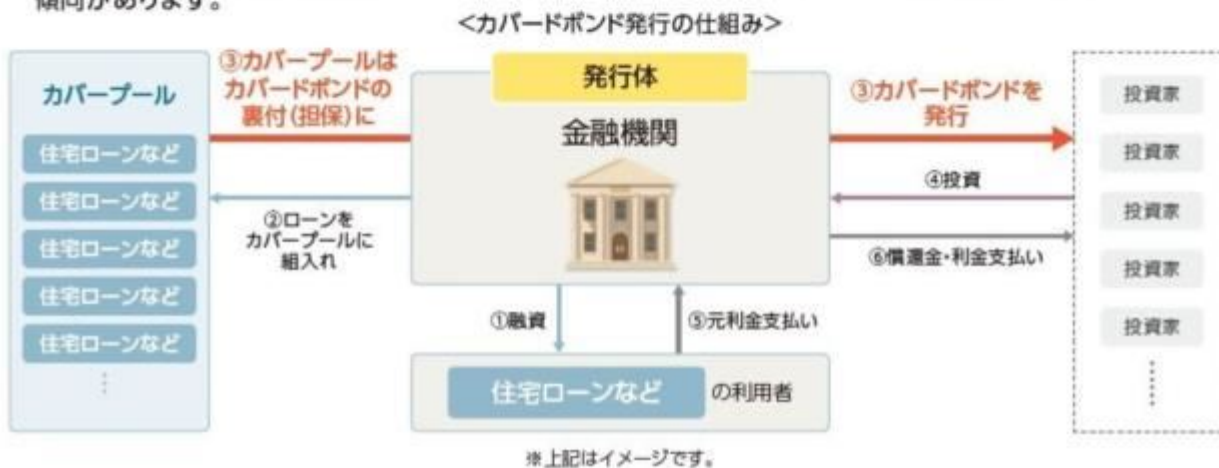 傾向があります。
＜カバードボンド発行の仕組み＞
カバープール
住宅ローンなど
住宅ローンなど
住宅ローンなど
住宅ローンなど
住宅ローンなど
⋮
③カバープールは
カバードボンドの
裏付(担保)に
②ローンを
カバープールに
組入れ
発行体
金融機関
①融資
⑤元利金支払い
住宅ローンなど の利用者
③カバードボンドを
発行
④投資
⑥償還金・利金支払い
投資家
投資家
投資家
投資家
投資家
⋮
※上記はイメージです。